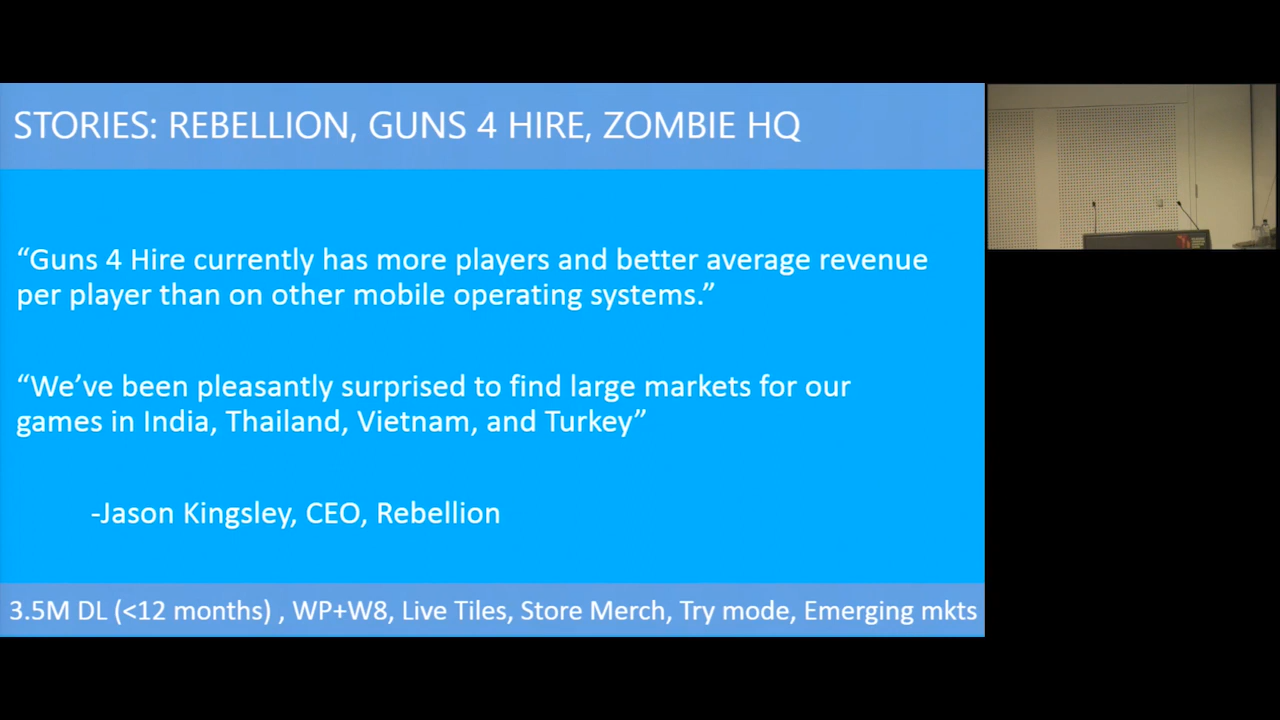 STORIES: REBELLION, GUNS 4 HIRE, ZOMBIE HQ
“Guns 4 Hire currently has more players and better average revenue
per player than on other mobile operating systems.”
“We’ve been pleasantly surprised to find large markets for our
games in India, Thailand, Vietnam, and Turkey”
-Jason Kingsley, CEO, Rebellion
3.5M DL (<12 months) , WP+W8, Live Tiles, Store Merch, Try mode, Emerging mkts